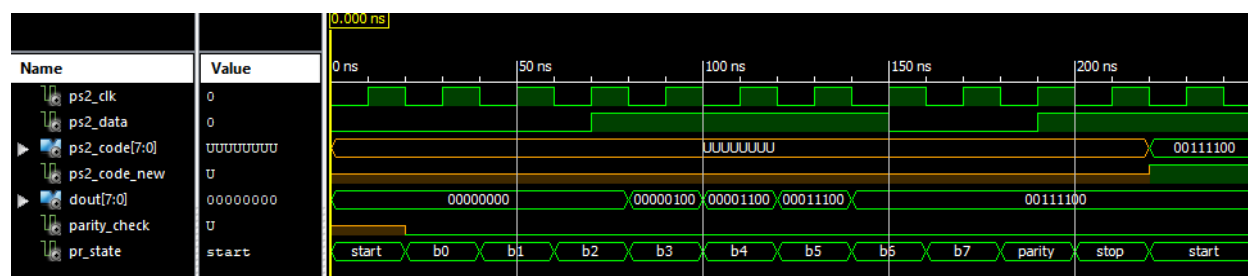 0.000 ns
Name Value 0 ns 50 ns 100 ns 150 ns 200 ns
ps2_clk 0
ps2_data 0
ps2_code[7:0] UUUUUUUU UUUUUUUU 00111100
ps2_code_new U
dout[7:0] 00000000 00000000 00000100 00001100 00011100 00111100
parity_check U
pr_state start start b0 b1 b2 b3 b4 b5 b6 b7 parity stop start